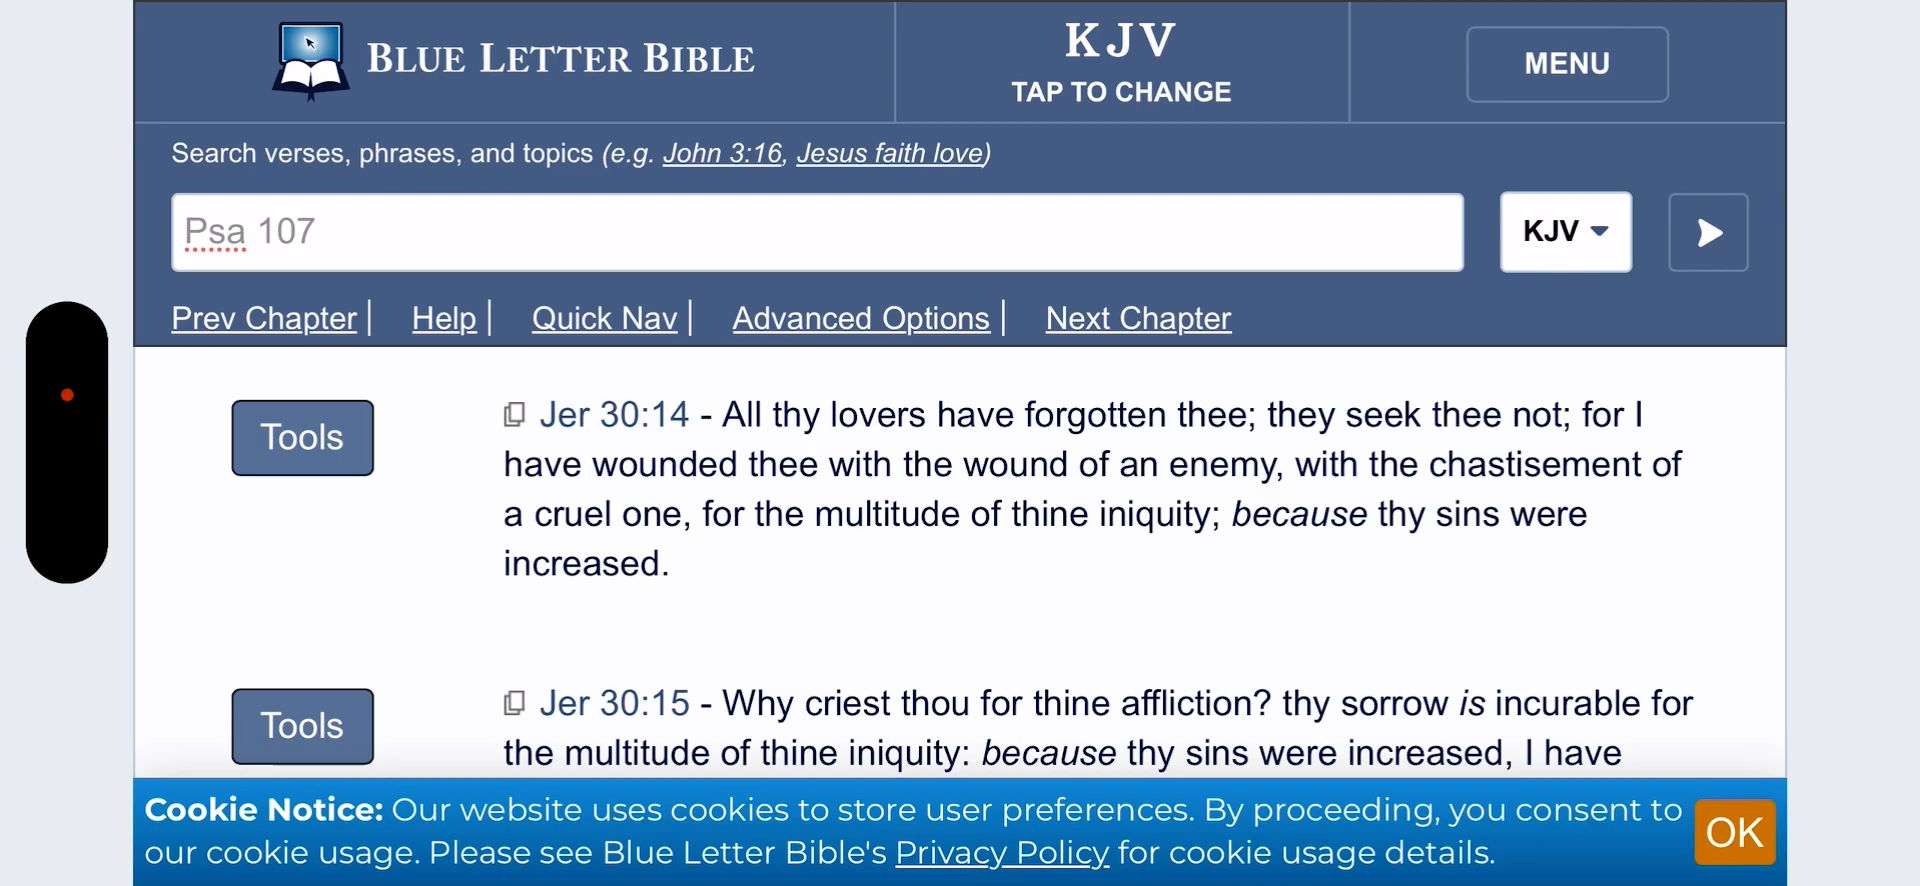 BLUE LETTER BIBLE
KJV
TAP TO CHANGE
MENU
Search verses, phrases, and topics (e.g. John 3:16, Jesus faith love)
Psa 107
KJV
Prev Chapter | Help | Quick Nav | Advanced Options | Next Chapter
Tools
Jer 30:14 - All thy lovers have forgotten thee; they seek thee not; for I
have wounded thee with the wound of an enemy, with the chastisement of
a cruel one, for the multitude of thine iniquity; because thy sins were
increased.
Tools
Jer 30:15 - Why criest thou for thine affliction? thy sorrow is incurable for
the multitude of thine iniquity: because thy sins were increased, I have
Cookie Notice: Our website uses cookies to store user preferences. By proceeding, you consent to
our cookie usage. Please see Blue Letter Bible's Privacy Policy for cookie usage details.
OK